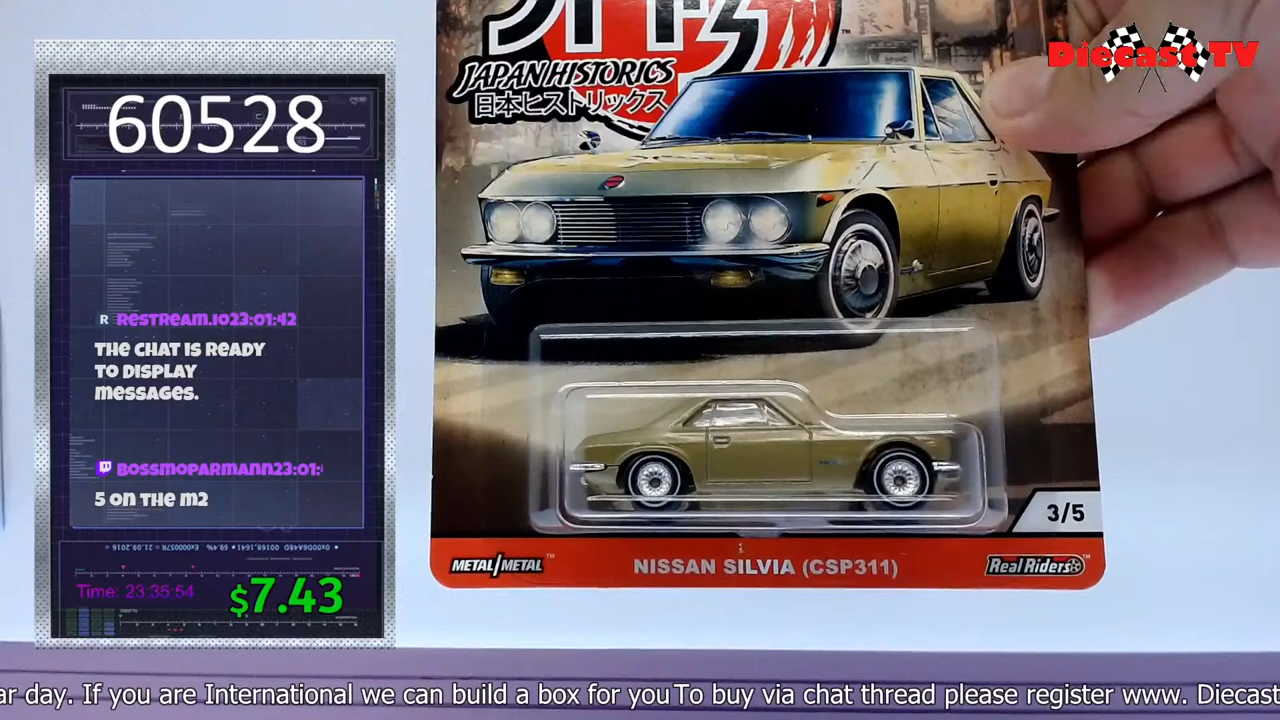 60528
RESTREAM.IO23:01:42
THE CHAT IS READY
TO DISPLAY
MESSAGES.
BOSSMOPARMANN23:01:
5 ON THE M2
Time: 23:35:54
$7.43
JAPAN HISTORICS
日本ヒストリックス
Diecast TV
3/5
METAL/METAL™
NISSAN SILVIA (CSP311)
Real Riders™
ar day. If you are International we can build a box for you To buy via chat thread please register www. Diecast